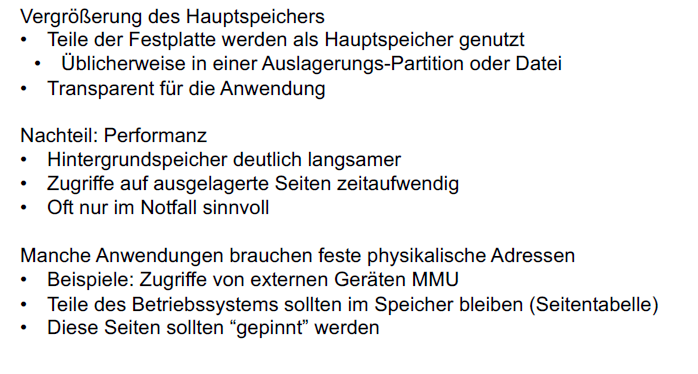 Vergrößerung des Hauptspeichers
• Teile der Festplatte werden als Hauptspeicher genutzt
• Üblicherweise in einer Auslagerungs-Partition oder Datei
• Transparent für die Anwendung
Nachteil: Performanz
• Hintergrundspeicher deutlich langsamer
• Zugriffe auf ausgelagerte Seiten zeitaufwendig
• Oft nur im Notfall sinnvoll
Manche Anwendungen brauchen feste physikalische Adressen
• Beispiele: Zugriffe von externen Geräten MMU
• Teile des Betriebssystems sollten im Speicher bleiben (Seitentabelle)
• Diese Seiten sollten “gepinnt” werden